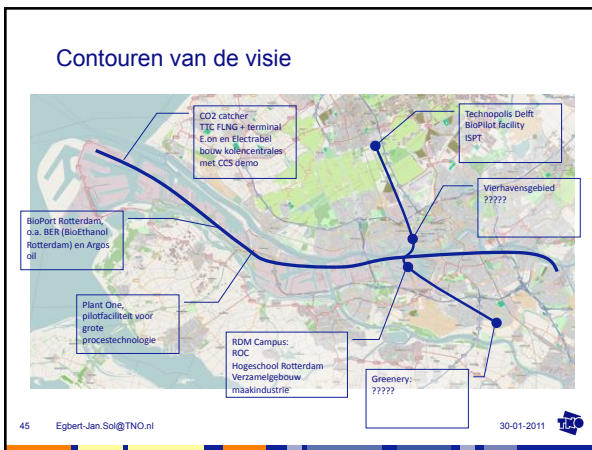 Contouren van de visie
CO2 catcher
TTC FLNG + terminal
E.on en Electrabel
bouw kolencentrales
met CCS demo
Technopolis Delft
BioPilot facility
ISPT
Vierhavensgebied
?????
BioPort Rotterdam,
o.a. BER (BioEthanol
Rotterdam) en Argos
oil
Plant One,
pilotfaciliteit voor
grote
procestechnologie
RDM Campus:
ROC
Hogeschool Rotterdam
Verzamelgebouw
maakindustrie
Greenery:
?????
45 Egbert-Jan.Sol@TNO.nl 30-01-2011 TNO